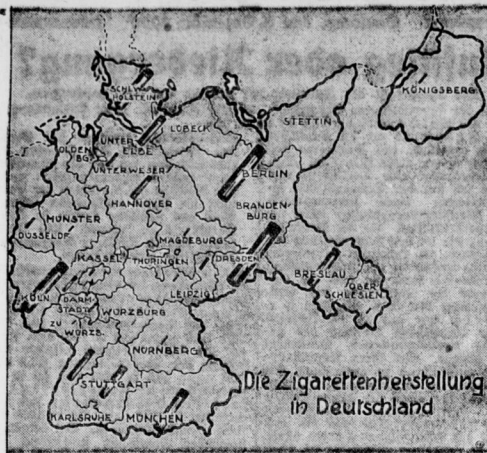 SCHLESW.
HOLSTEIN
KÖNIGSBERG
STETTIN
LÜBECK
UNTER
ELBE
OLDEN
BG.
UNTERWESER
HANNOVER
BERLIN
BRANDEN-
BURG
MÜNSTER
DÜSSELDF.
MAGDEBURG
KASSEL
THÜRINGEN
DRESDEN
LEIPZIG
BRESLAU
OBER
SCHLESIEN
KÖLN
DARM-
STADT
WÜRZBURG
ZU
WÜRZB.
NÜRNBERG
STUTTGART
KARLSRUHE
MÜNCHEN
Die Zigarettenherstellung
in Deutschland